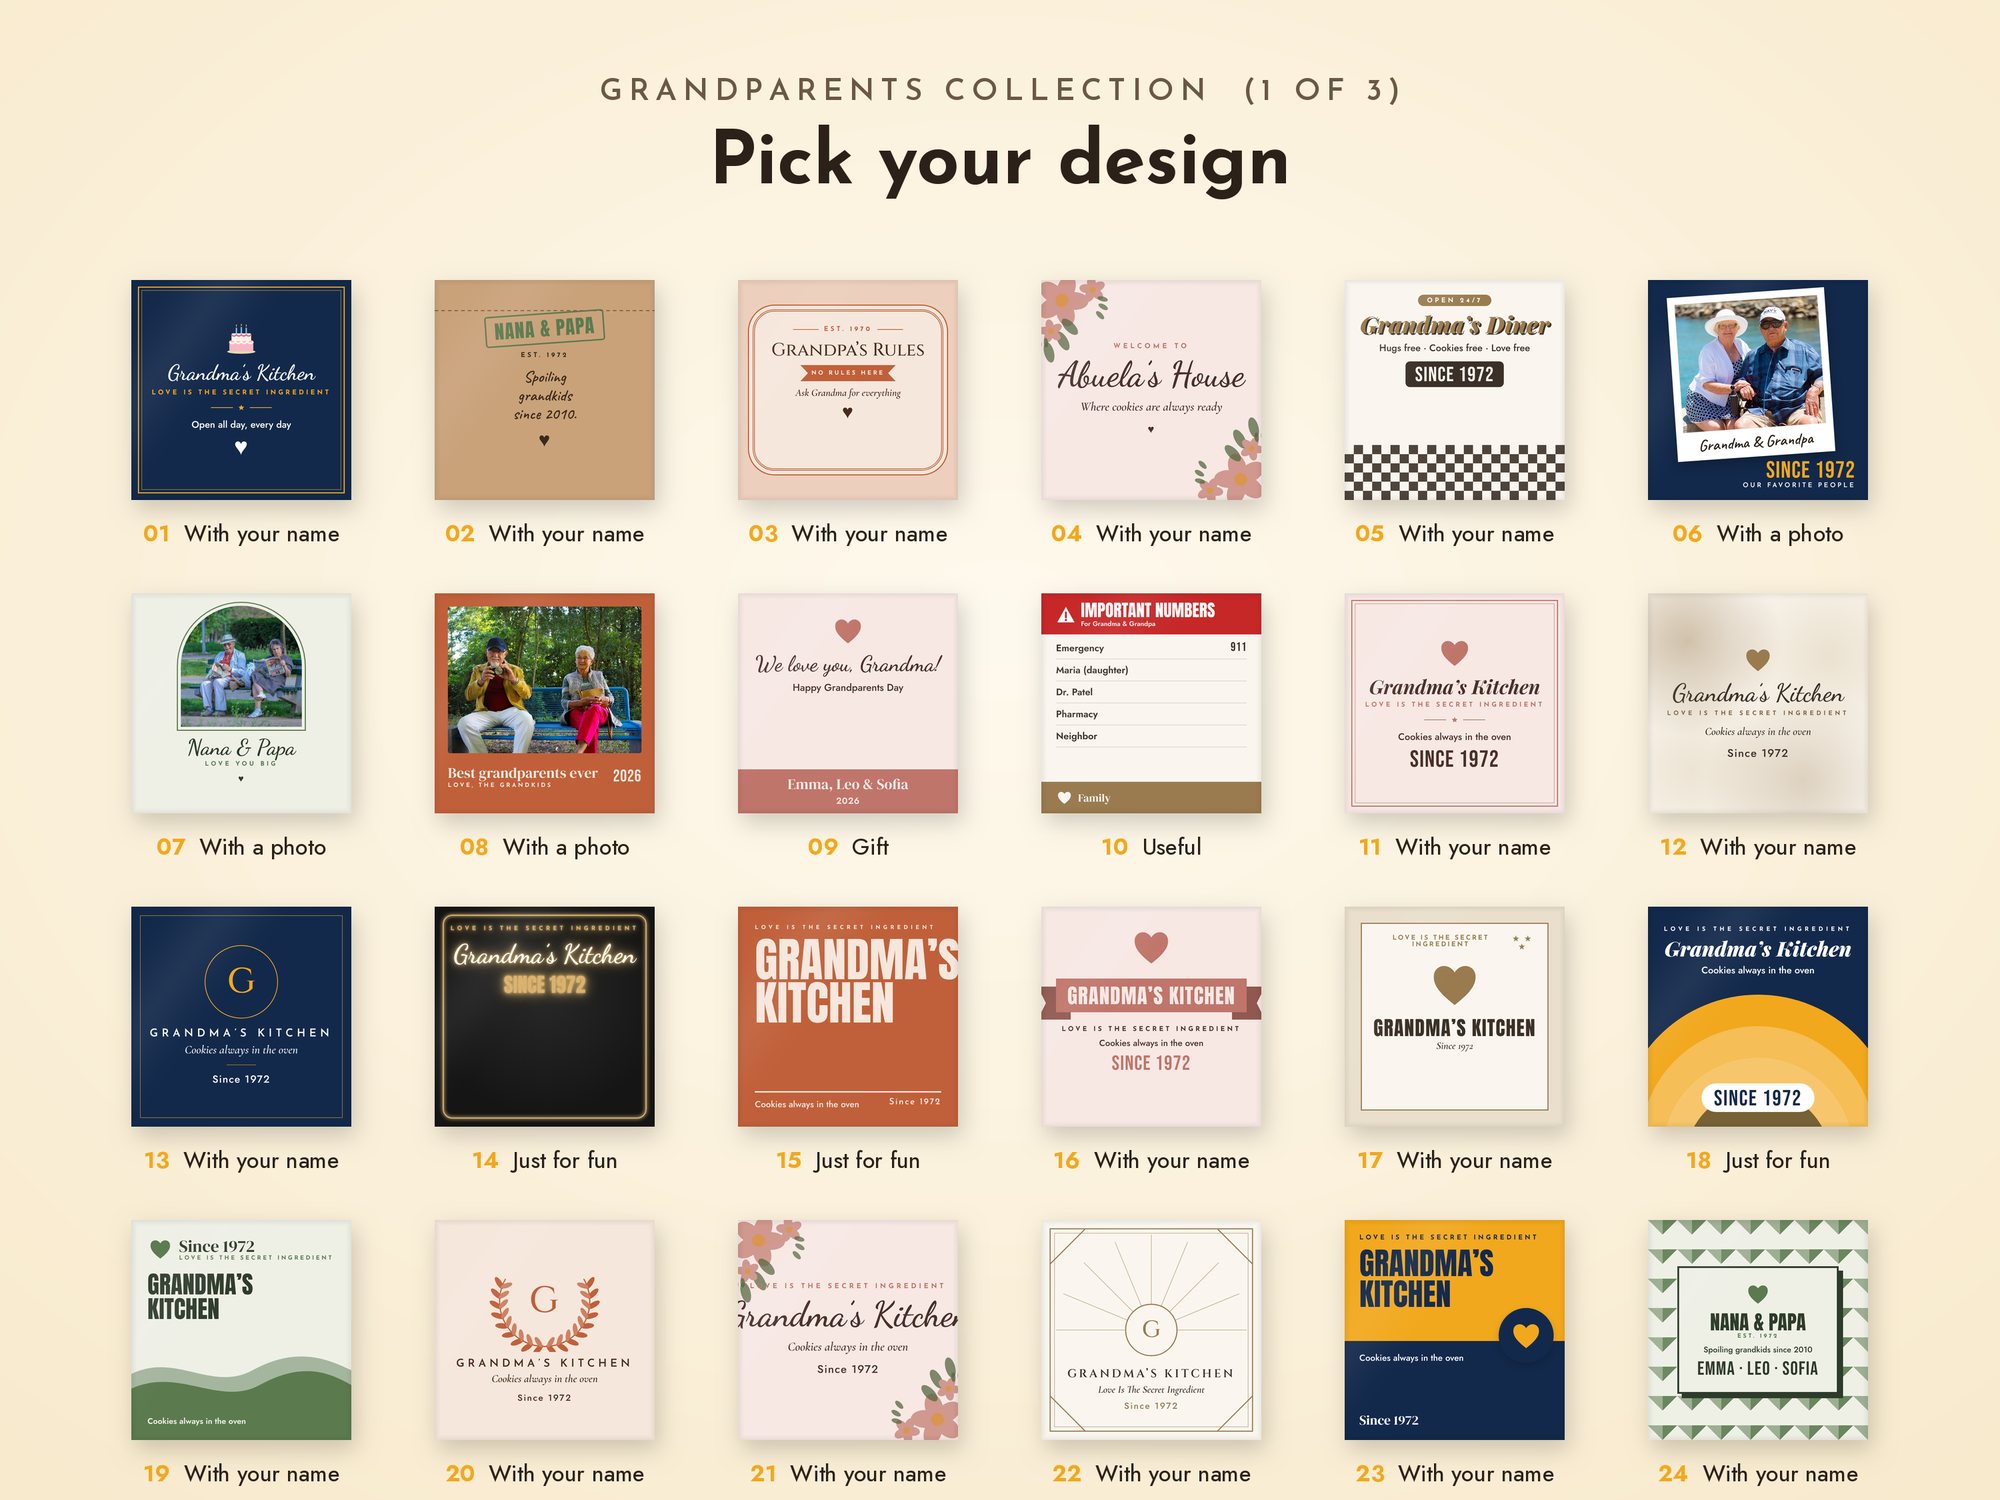 GRANDPARENTS COLLECTION (1 OF 3)
Pick your design
Grandma's Kitchen
LOVE IS THE SECRET INGREDIENT
Open all day, every day
01 With your name
NANA & PAPA
EST. 1972
Spoiling
grandkids
since 2010.
02 With your name
EST. 1970
GRANDPA'S RULES
NO RULES HERE
Ask Grandma for everything
03 With your name
WELCOME TO
Abuela's House
Where cookies are always ready
04 With your name
OPEN 24/7
Grandma's Diner
Hugs free · Cookies free · Love free
SINCE 1972
05 With your name
Grandma & Grandpa
SINCE 1972
OUR FAVORITE PEOPLE
06 With a photo
Nana & Papa
LOVE YOU BIG
07 With a photo
Best grandparents ever
LOVE, THE GRANDKIDS
2026
08 With a photo
We love you, Grandma!
Happy Grandparents Day
Emma, Leo & Sofia
2026
09 Gift
IMPORTANT NUMBERS
For Grandma & Grandpa
Emergency 911
Maria (daughter)
Dr. Patel
Pharmacy
Neighbor
Family
10 Useful
Grandma's Kitchen
LOVE IS THE SECRET INGREDIENT
Cookies always in the oven
SINCE 1972
11 With your name
Grandma's Kitchen
LOVE IS THE SECRET INGREDIENT
Cookies always in the oven
Since 1972
12 With your name
G
GRANDMA'S KITCHEN
Cookies always in the oven
Since 1972
13 With your name
LOVE IS THE SECRET INGREDIENT
Grandma's Kitchen
SINCE 1972
14 Just for fun
LOVE IS THE SECRET INGREDIENT
GRANDMA'S
KITCHEN
Cookies always in the oven
Since 1972
15 Just for fun
GRANDMA'S KITCHEN
LOVE IS THE SECRET INGREDIENT
Cookies always in the oven
SINCE 1972
16 With your name
LOVE IS THE SECRET
INGREDIENT
GRANDMA'S KITCHEN
Since 1972
17 With your name
LOVE IS THE SECRET INGREDIENT
Grandma's Kitchen
Cookies always in the oven
SINCE 1972
18 Just for fun
Since 1972
LOVE IS THE SECRET INGREDIENT
GRANDMA'S
KITCHEN
Cookies always in the oven
19 With your name
G
GRANDMA'S KITCHEN
Cookies always in the oven
Since 1972
20 With your name
IS THE SECRET INGREDIENT
Grandma's Kitchen
Cookies always in the oven
Since 1972
21 With your name
G
GRANDMA'S KITCHEN
Love Is The Secret Ingredient
Since 1972
22 With your name
LOVE IS THE SECRET INGREDIENT
GRANDMA'S
KITCHEN
Cookies always in the oven
Since 1972
23 With your name
NANA & PAPA
EST. 1972
Spoiling grandkids since 2010
EMMA · LEO · SOFIA
24 With your name